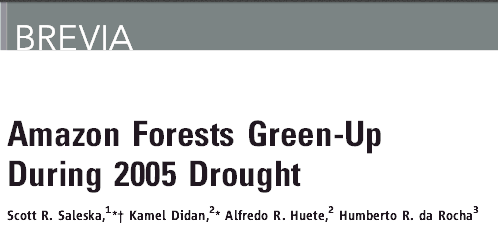 BREVIA
Amazon Forests Green-Up
During 2005 Drought
Scott R. Saleska,1*† Kamel Didan,2* Alfredo R. Huete,2 Humberto R. da Rocha3